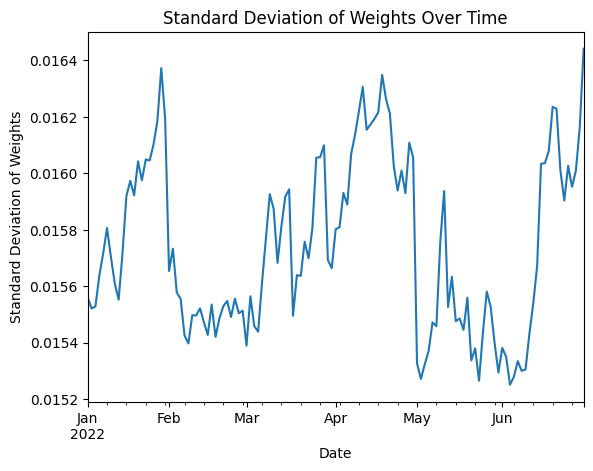 Standard Deviation of Weights Over Time
0.0164
0.0162
0.0160
0.0158
0.0156
0.0154
0.0152
Standard Deviation of Weights
Jan Feb Mar Apr May Jun
2022
Date